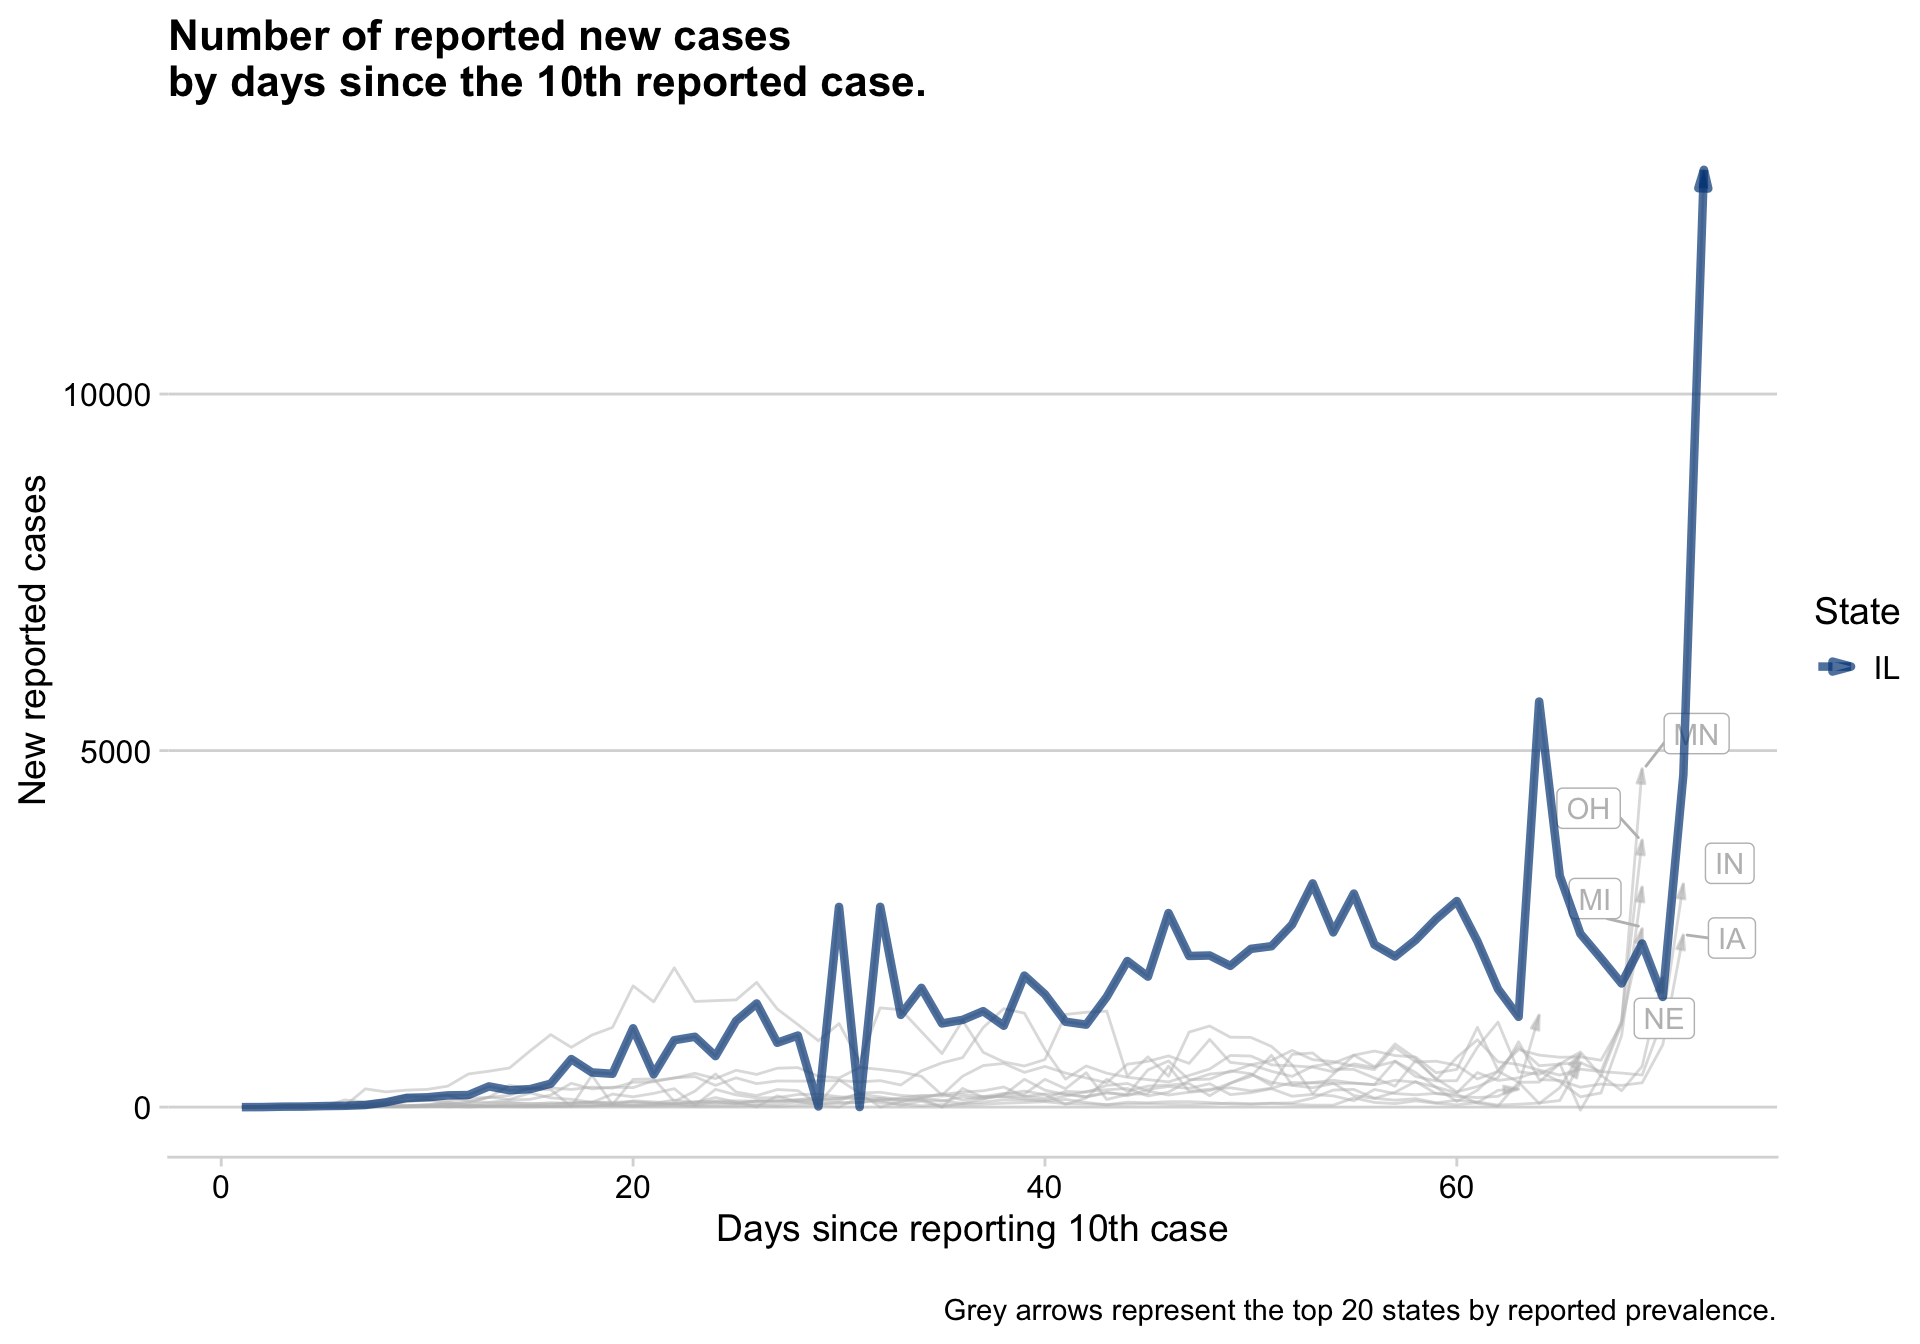 Number of reported new cases
by days since the 10th reported case.
10000
5000
0
New reported cases
State
IL
MN
OH
IN
MI
IA
NE
0
20
40
60
Days since reporting 10th case
Grey arrows represent the top 20 states by reported prevalence.